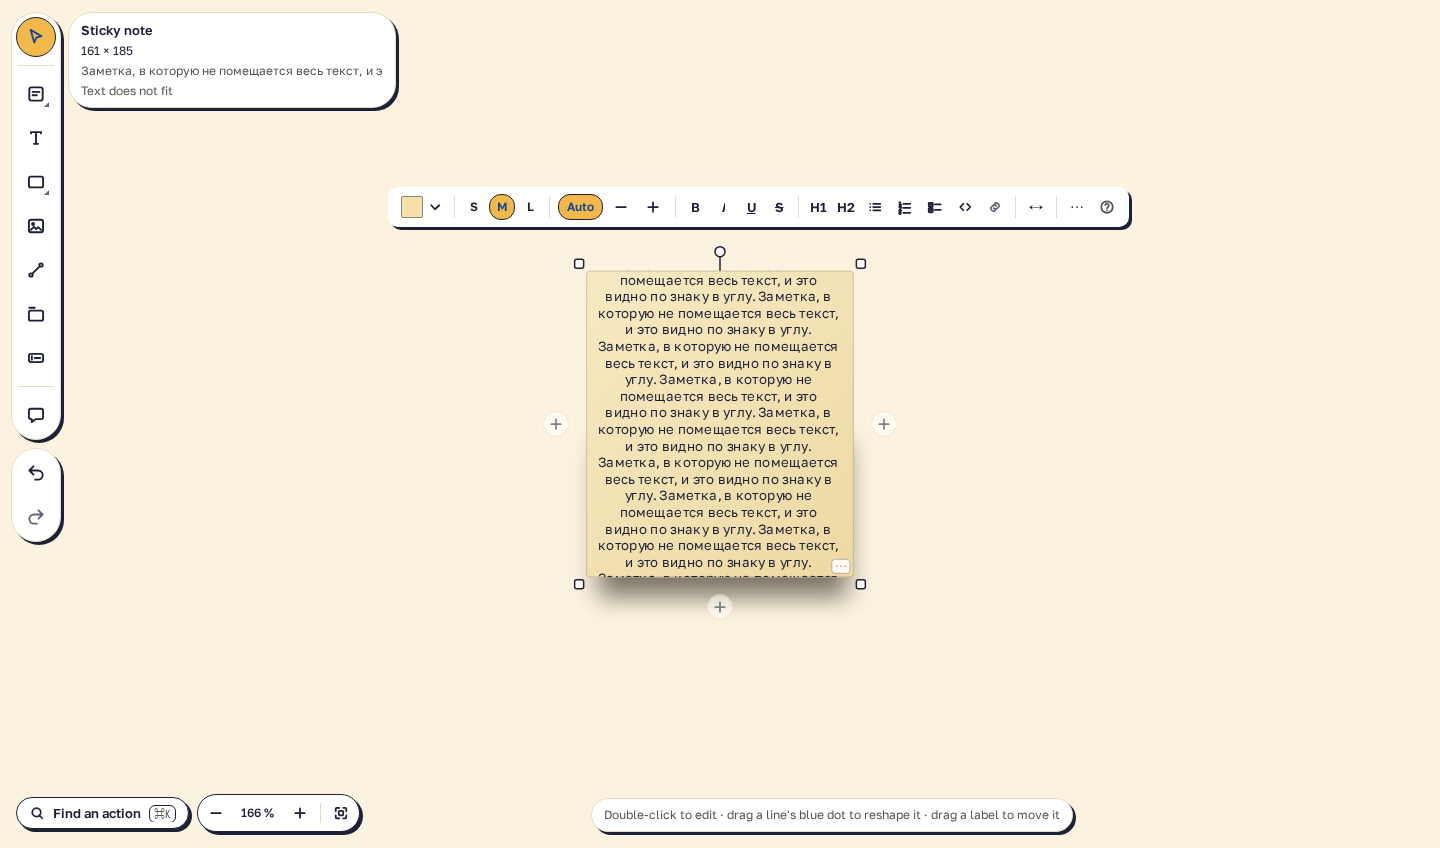 Sticky note
161 × 185
Заметка, в которую не помещается весь текст, и э
Text does not fit
S M L Auto B I U S H1 H2
помещается весь текст, и это
видно по знаку в углу. Заметка, в
которую не помещается весь текст,
и это видно по знаку в углу.
Заметка, в которую не помещается
весь текст, и это видно по знаку в
углу. Заметка, в которую не
помещается весь текст, и это
видно по знаку в углу. Заметка, в
которую не помещается весь текст,
и это видно по знаку в углу.
Заметка, в которую не помещается
весь текст, и это видно по знаку в
углу. Заметка, в которую не
помещается весь текст, и это
видно по знаку в углу. Заметка, в
которую не помещается весь текст,
и это видно по знаку в углу.
Заметка, в которую не помещается
Find an action ⌘K
166 %
Double-click to edit · drag a line's blue dot to reshape it · drag a label to move it